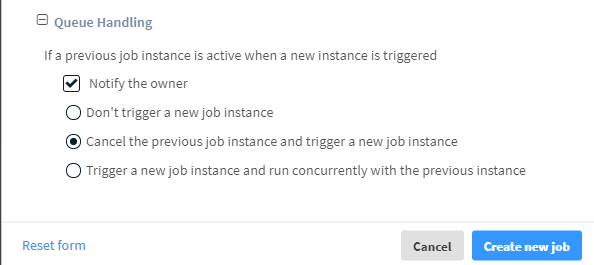 Queue Handling
If a previous job instance is active when a new instance is triggered
Notify the owner
Don't trigger a new job instance
Cancel the previous job instance and trigger a new job instance
Trigger a new job instance and run concurrently with the previous instance
Reset form
Cancel
Create new job